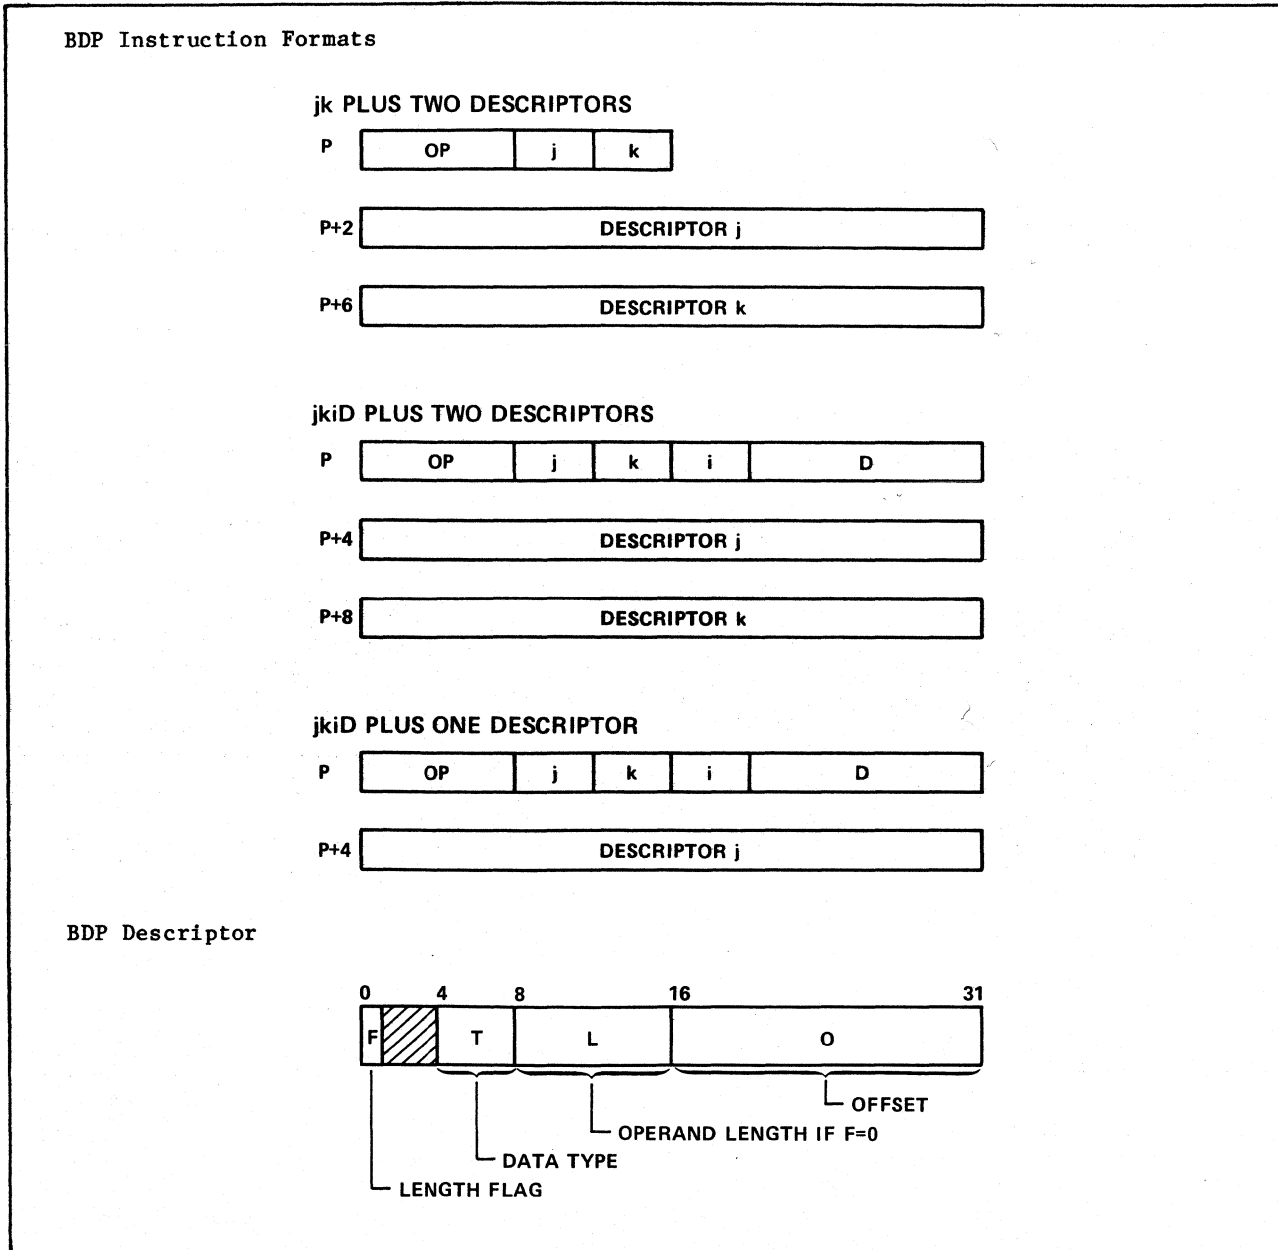 BDP Instruction Formats
jk PLUS TWO DESCRIPTORS
P OP j k
P+2 DESCRIPTOR j
P+6 DESCRIPTOR k
jkiD PLUS TWO DESCRIPTORS
P OP j k i D
P+4 DESCRIPTOR j
P+8 DESCRIPTOR k
jkiD PLUS ONE DESCRIPTOR
P OP j k i D
P+4 DESCRIPTOR j
BDP Descriptor
0 4 8 16 31
F T L O
OFFSET
OPERAND LENGTH IF F=0
DATA TYPE
LENGTH FLAG